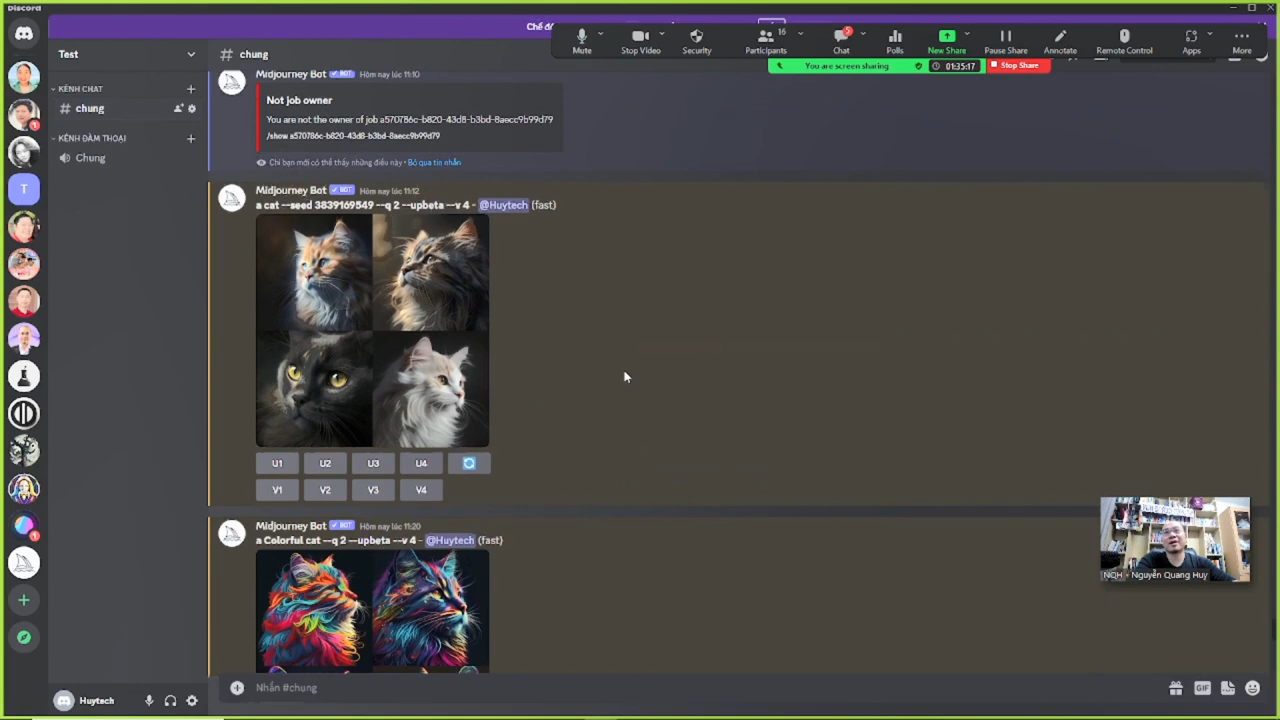 Discord
Chế độ
Mute
Stop Video
Security
16
Participants
5
Chat
Polls
New Share
Pause Share
Annotate
Remote Control
Apps
More
You are screen sharing
01:35:17
Stop Share
Test
# chung
KÊNH CHAT
# chung
KÊNH ĐÀM THOẠI
Chung
1
T
1
Midjourney Bot BOT Hôm nay lúc 11:10
Not job owner
You are not the owner of job a570786c-b820-43d8-b3bd-8aecc9b99d79
/show a570786c-b820-43d8-b3bd-8aecc9b99d79
Chỉ bạn mới có thể thấy những điều này • Bỏ qua tin nhắn
Midjourney Bot BOT Hôm nay lúc 11:12
a cat --seed 3839169549 --q 2 --upbeta --v 4 - @Huytech (fast)
U1 U2 U3 U4
V1 V2 V3 V4
Midjourney Bot BOT Hôm nay lúc 11:20
a Colorful cat --q 2 --upbeta --v 4 - @Huytech (fast)
NQH - Nguyễn Quang Huy
Huytech
Nhắn #chung
GIF